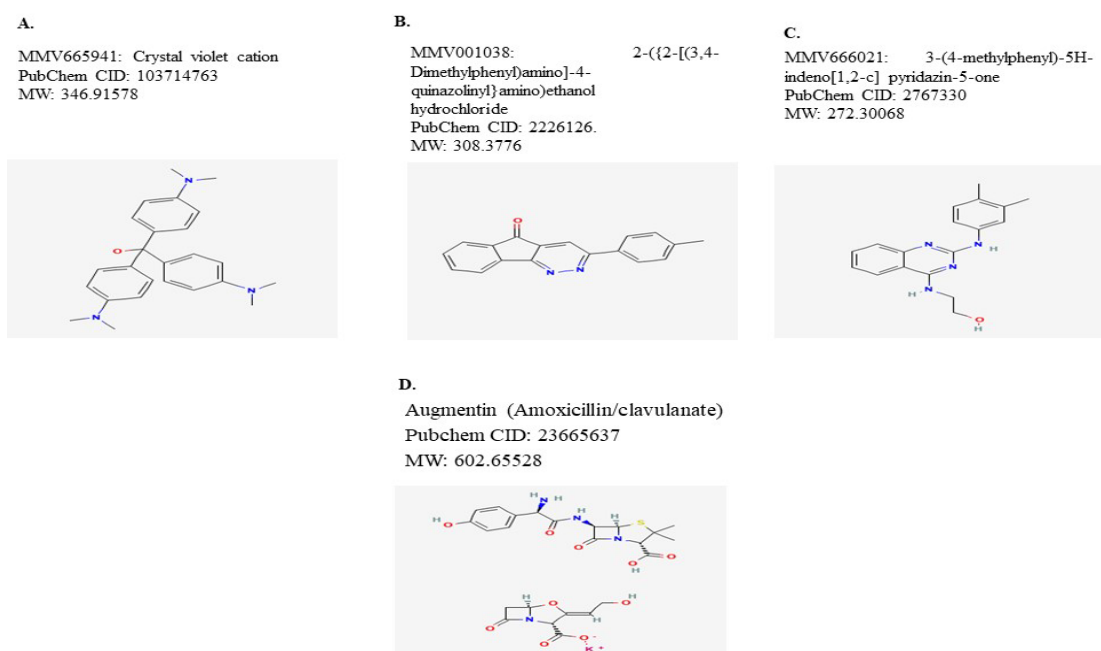 A.
MMV665941: Crystal violet cation
PubChem CID: 103714763
MW: 346.91578
B.
MMV001038: 2-({2-[(3,4-
Dimethylphenyl)amino]-4-
quinazolinyl}amino)ethanol
hydrochloride
PubChem CID: 2226126.
MW: 308.3776
C.
MMV666021: 3-(4-methylphenyl)-5H-
indeno[1,2-c] pyridazin-5-one
PubChem CID: 2767330
MW: 272.30068
N
O
N
N
O
N
N
N
N
H
N
H
N
O
H
D.
Augmentin (Amoxicillin/clavulanate)
Pubchem CID: 23665637
MW: 602.65528
H
N
H
H
O
O
N
H
H
S
O
N
O
O
H
H
O
O
H
N
H
O
O
O
-
K
+